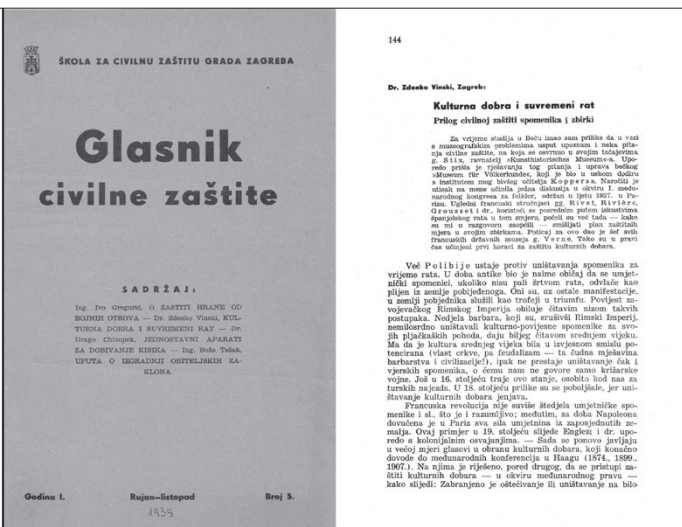 ŠKOLA ZA CIVILNU ZAŠTITU GRADA ZAGREBA
Glasnik
civilne zaštite
SADRŽAJ:
Ing. Ivo Gregurić, O ZAŠTITI HRANE OD
BOJNIH OTROVA — Dr. Zdenko Vinski, KUL-
TURNA DOBRA I SUVREMENI RAT — Dr.
Drago Chloupek, JEDNOSTAVNI APARATI
ZA DOBIVANJE KISIKA — Ing. Božo Težak,
UPUTA O IZGRADNJI OBITELJSKIH ZA-
KLONA.
Godina I. Rujan-listopad Broj 5.
1939
144
Dr. Zdenko Vinski, Zagreb:
Kulturna dobra i suvremeni rat
Prilog civilnoj zaštiti spomenika i zbirki
Za vrijeme studija u Beču imao sam prilike da u vezi
s muzeografskim problemima usput upoznam i neka pita-
nja civilne zaštite, na koja se osvrnuo u svojim tečajevima
g. Stix, ravnatelj »Kunsthistorisches Museums«-a. Upo-
redo prišla je rješavanju tog pitanja i uprava bečkog
»Museum für Völkerkunde«, koji je bio u uskom dodiru
s institutom mog bivšeg učitelja Koppersa. Naročiti je
utisak na mene učinila jedna diskusija u okviru I. među-
narodnog kongresa za folklor, održan u ljetu 1937. u Pa-
rizu. Ugledni francuski stručnjaci gg. Rivet, Rivière,
Grousset i dr., koristeći se posrednim putem iskustvima
španjolskog rata u tom smjeru, počeli su već tada — kako
su mi u razgovoru saopćili — smišljati plan zaštitnih
mjera u svojim zbirkama. Poticaj za ovo dao je šef svih
francuskih državnih muzeja g. Verne. Tako su u pravi
čas učinjeni prvi koraci za zaštitu kulturnih dobara.
Već Polibije ustaje protiv uništavanja spomenika za
vrijeme rata. U doba antike bio je naime običaj da se umjet-
nički spomenici, ukoliko nisu pali žrtvom rata, odvlače kao
plijen iz zemlje pobijeđenoga. Oni su, uz ostale manifestacije,
u zemlji pobjednika služili kao trofeji u triumfu. Povijest za-
vojevačkog Rimskog Imperija obiluje čitavim nizom takvih
postupaka. Nedjela barbara, koji su, srušivši Rimski Imperij,
nemilosrdno uništavali kulturno-povijesne spomenike za svo-
jih pljačkaških pohoda, daju biljeg čitavom srednjem vijeku.
Ma da je kultura srednjeg vijeka bila u izvjesnom smislu po-
tencirana (vlast crkve, pa feudalizam — ta čudna mješavina
barbarstva i civilizacije!), ipak ne prestaje uništavanje čak i
vjerskih spomenika, o čemu nam ne govore samo križarske
vojne. Još u 16. stoljeću traje ovo stanje, osobito kod nas za
turskih najezda. U 18. stoljeću prilike su se poboljšale, jer uni-
štavanje kulturnih dobara jenjava.
Francuska revolucija nije suviše štedjela umjetničke spo-
menike i sl., što je i razumljivo; međutim, za doba Napoleona
dovučena je u Pariz sva sila umjetnina iz zaposjednutih ze-
malja. Ovaj primjer u 19. stoljeću slijede Englezi i dr. upo-
redo s kolonijalnim osvajanjima. — Sada se ponovo javljaju
u većoj mjeri glasovi u obranu kulturnih dobara, koji konačno
dovode do međunarodnih konferencija u Haagu (1874., 1899.,
1907.). Na njima je riješeno, pored drugog, da se pristupi za-
štiti kulturnih dobara — u okviru međunarodnog prava —
kako slijedi: Zabranjeno je oštećivanje ili uništavanje na bilo